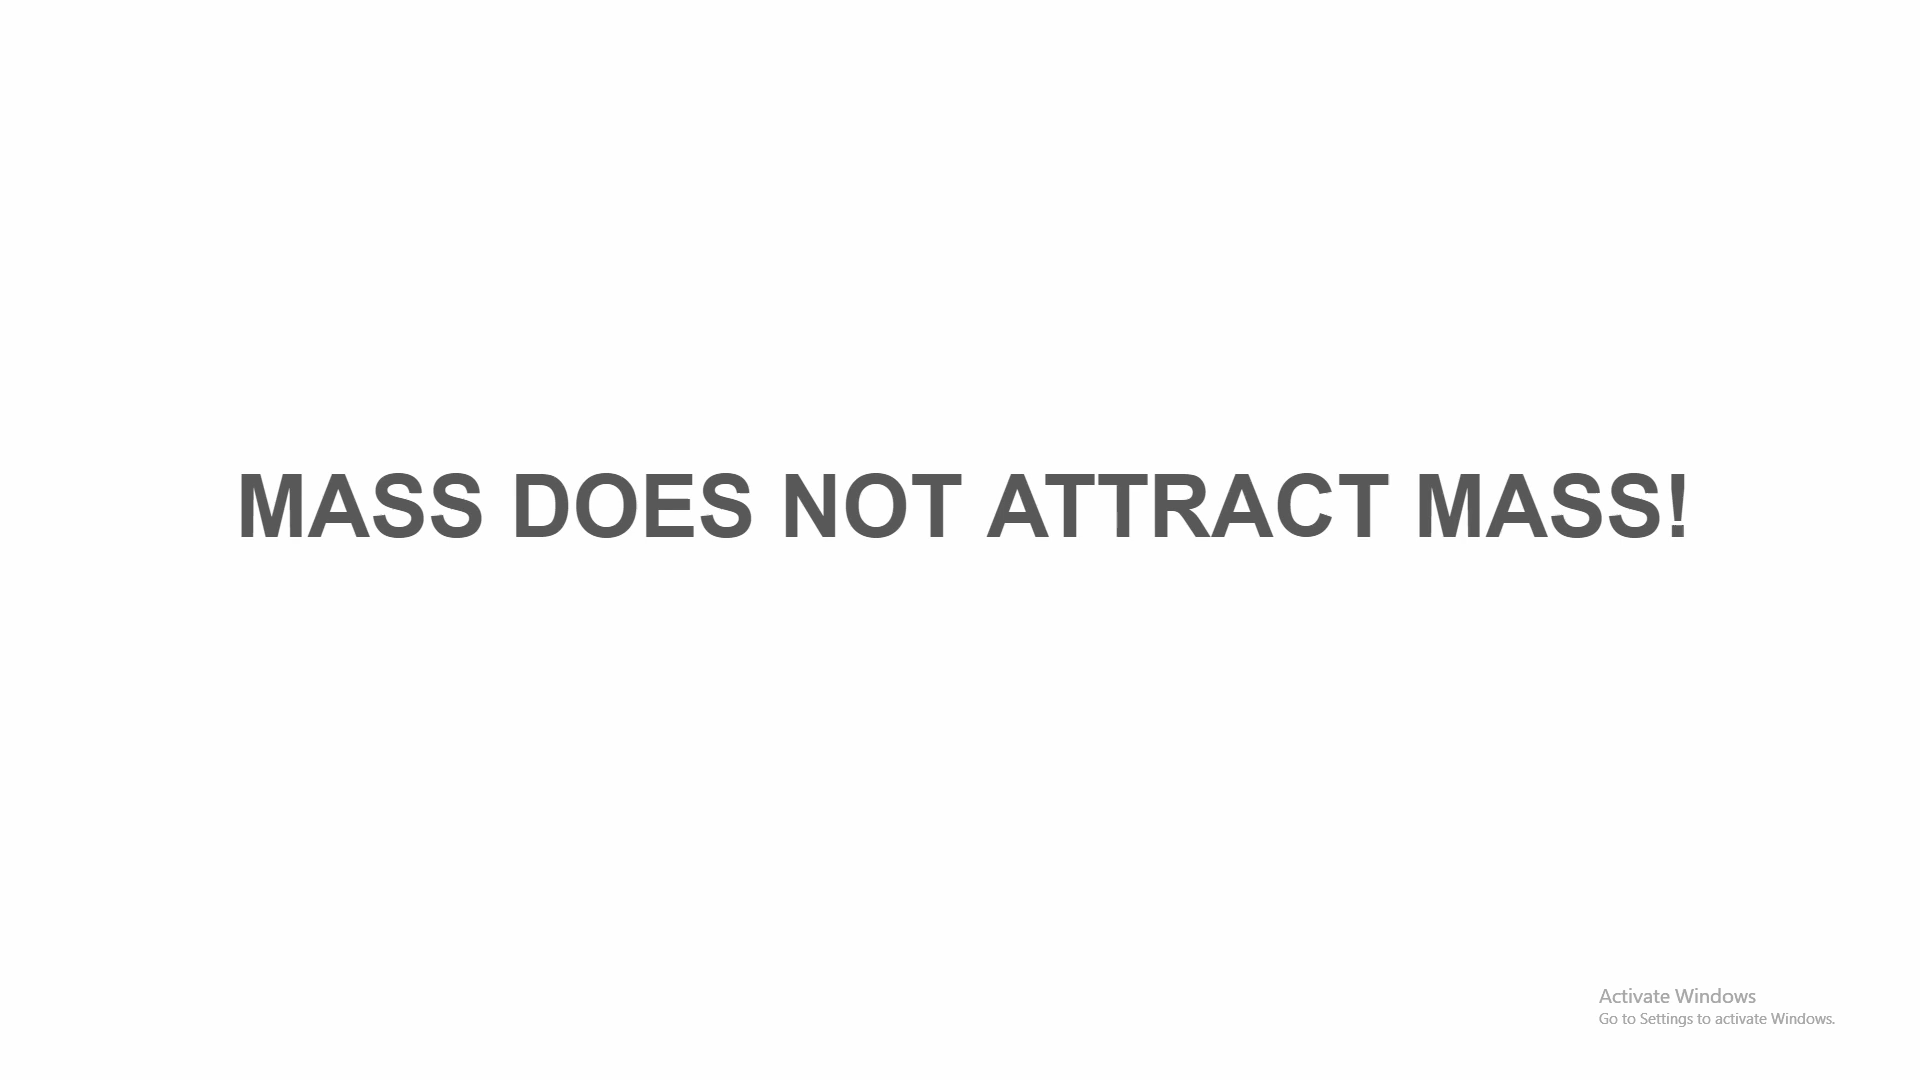 MASS DOES NOT ATTRACT MASS!
Activate Windows
Go to Settings to activate Windows.